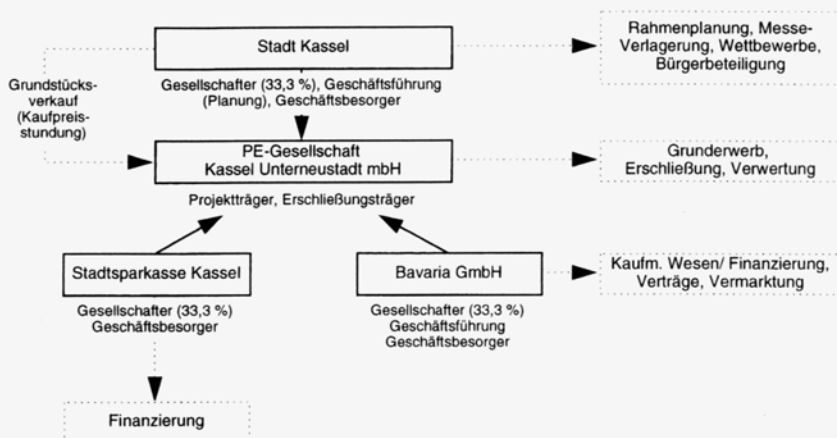 Stadt Kassel
Rahmenplanung, Messe-
Verlagerung, Wettbewerbe,
Bürgerbeteiligung
Gesellschafter (33,3 %), Geschäftsführung
(Planung), Geschäftsbesorger
Grundstücks-
verkauf
(Kaufpreis-
stundung)
PE-Gesellschaft
Kassel Unterneustadt mbH
Grunderwerb,
Erschließung, Verwertung
Projektträger, Erschließungsträger
Stadtsparkasse Kassel
Bavaria GmbH
Kaufm. Wesen/ Finanzierung,
Verträge, Vermarktung
Gesellschafter (33,3 %)
Geschäftsbesorger
Gesellschafter (33,3 %)
Geschäftsführung
Geschäftsbesorger
Finanzierung